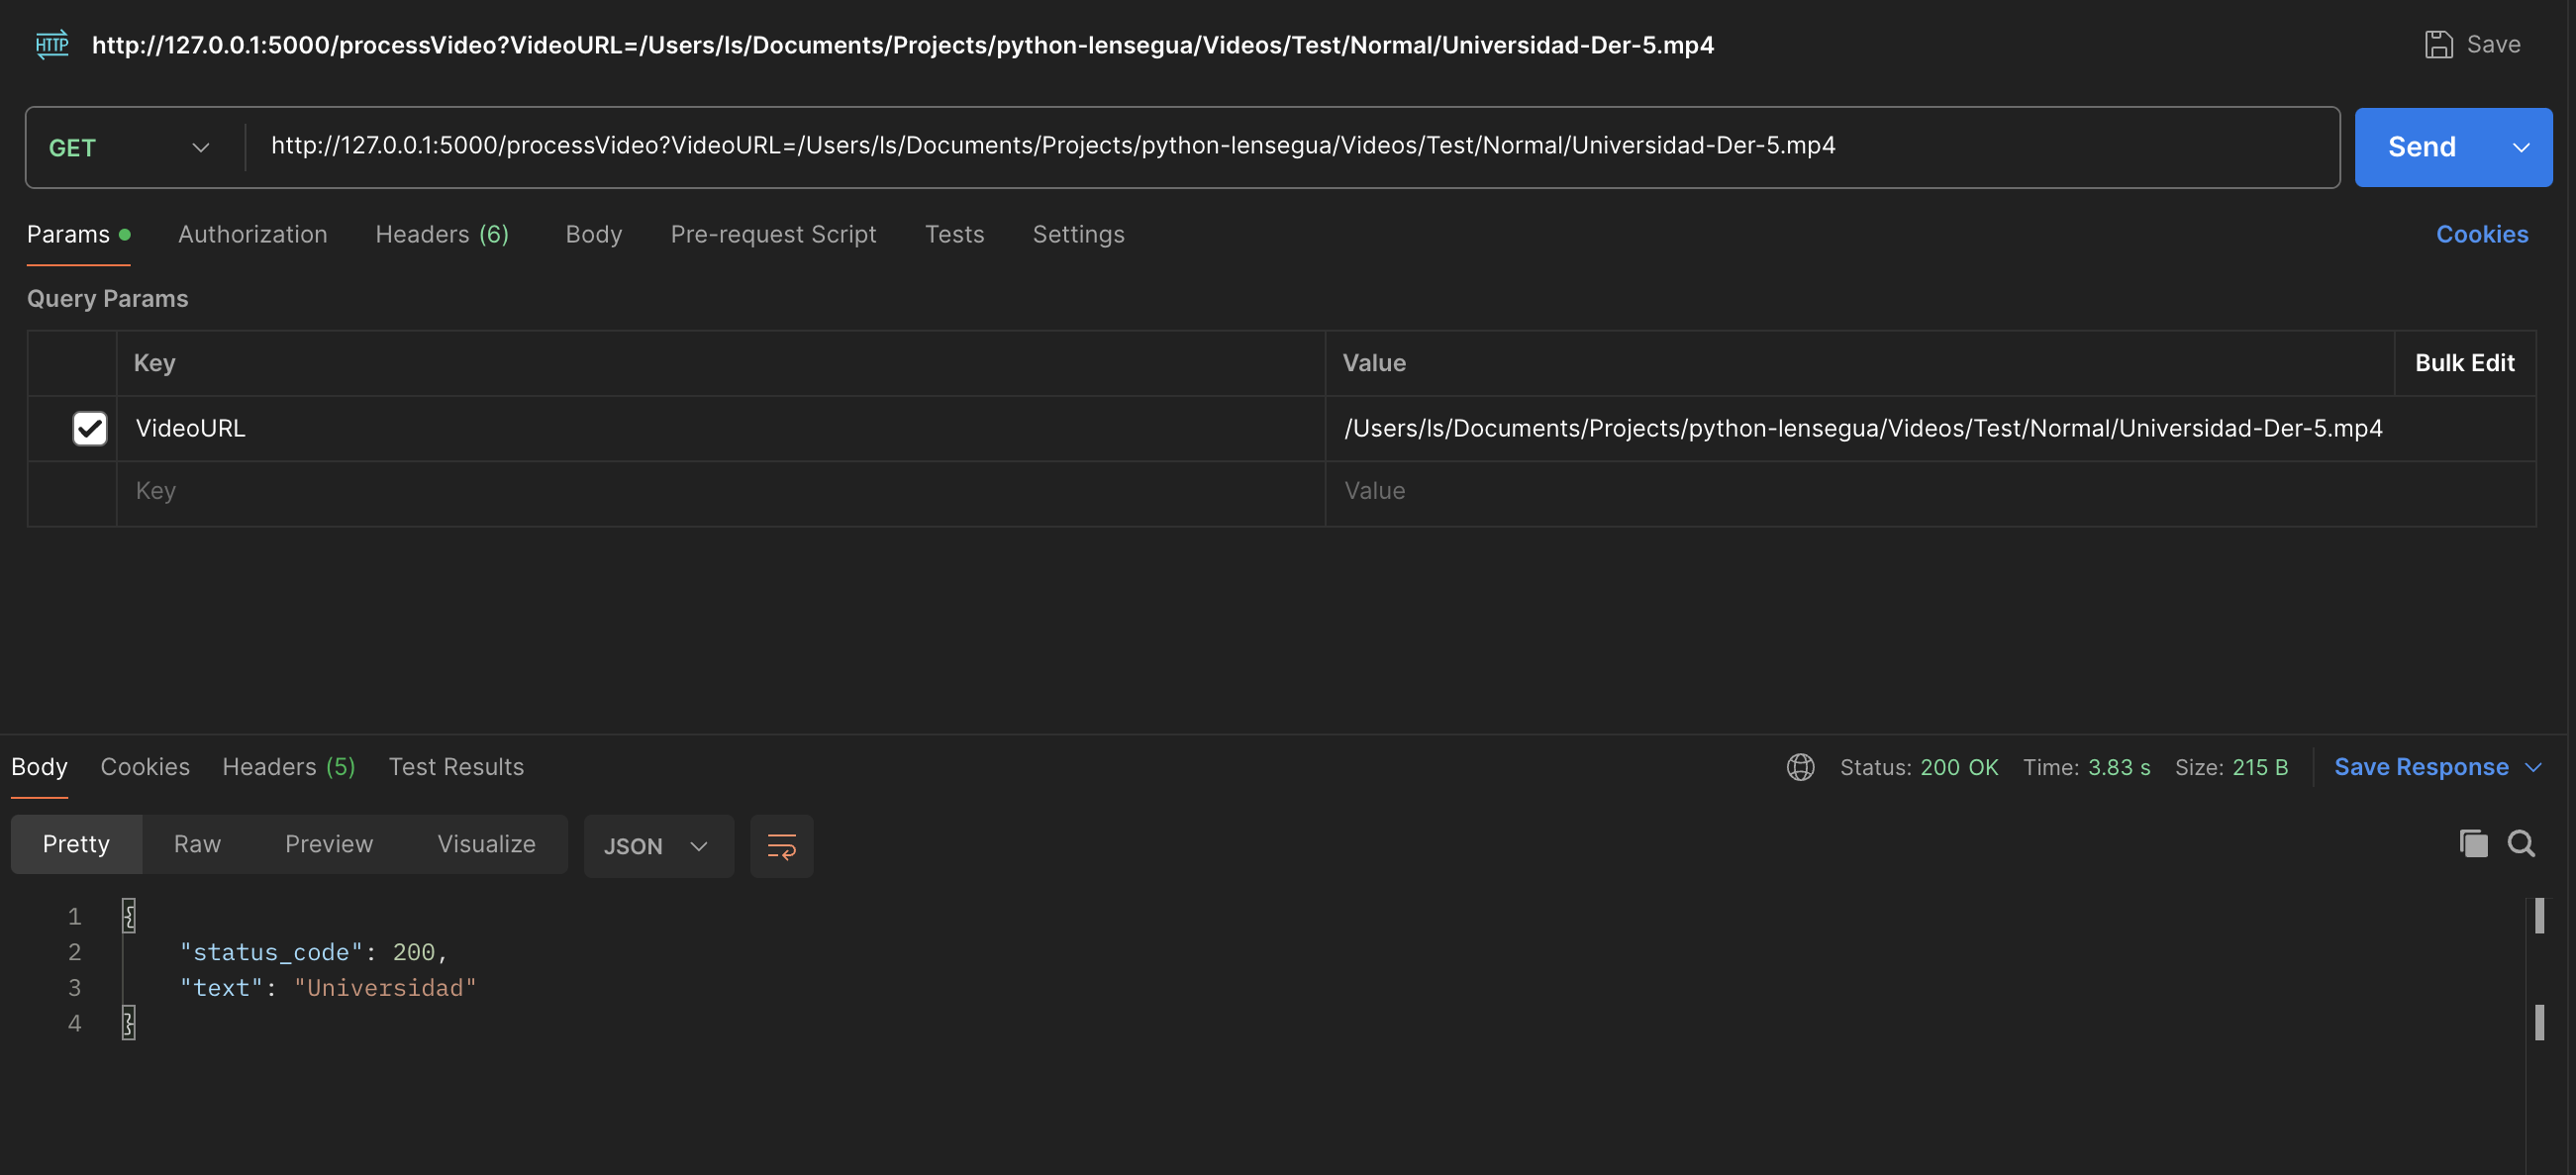 HTTP http://127.0.0.1:5000/processVideo?VideoURL=/Users/ls/Documents/Projects/python-lensegua/Videos/Test/Normal/Universidad-Der-5.mp4 Save
GET http://127.0.0.1:5000/processVideo?VideoURL=/Users/ls/Documents/Projects/python-lensegua/Videos/Test/Normal/Universidad-Der-5.mp4 Send
Params Authorization Headers (6) Body Pre-request Script Tests Settings Cookies
Query Params
Key Value Bulk Edit
VideoURL /Users/ls/Documents/Projects/python-lensegua/Videos/Test/Normal/Universidad-Der-5.mp4
Key Value
Body Cookies Headers (5) Test Results Status: 200 OK Time: 3.83 s Size: 215 B Save Response
Pretty Raw Preview Visualize JSON
1 {
2 "status_code": 200,
3 "text": "Universidad"
4 }